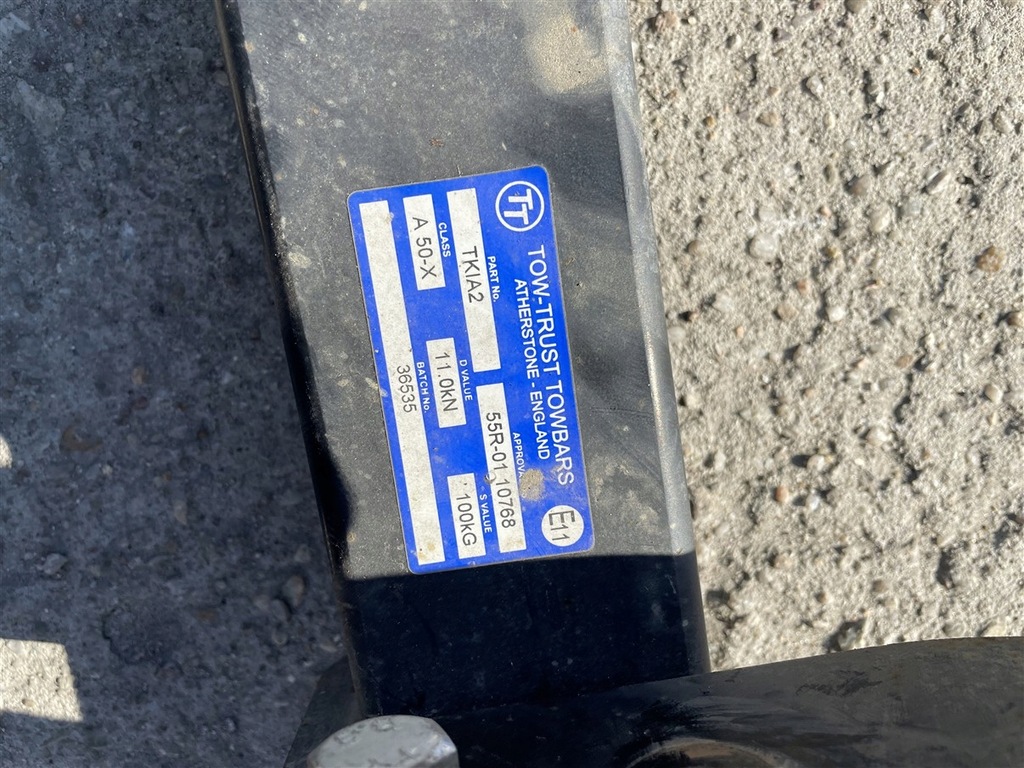 TT
TOW-TRUST TOWBARS
ATHERSTONE - ENGLAND
E11
PART No.
APPROVAL
TKIA2
55R-01 10768
CLASS
D VALUE
S VALUE
A 50-X
11.0kN
100kG
BATCH No.
36535